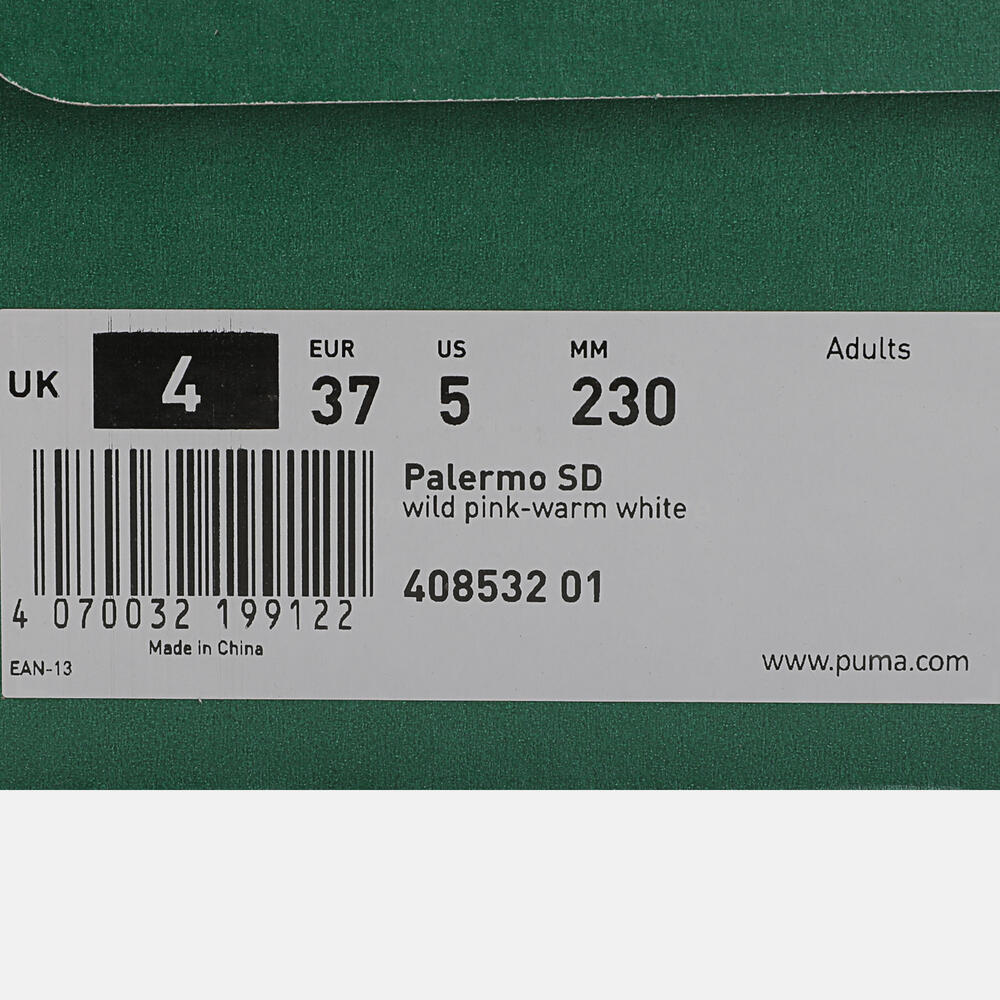 UK 4
EUR 37
US 5
MM 230
Adults
Palermo SD
wild pink-warm white
408532 01
4 070032 199122
Made in China
EAN-13
www.puma.com